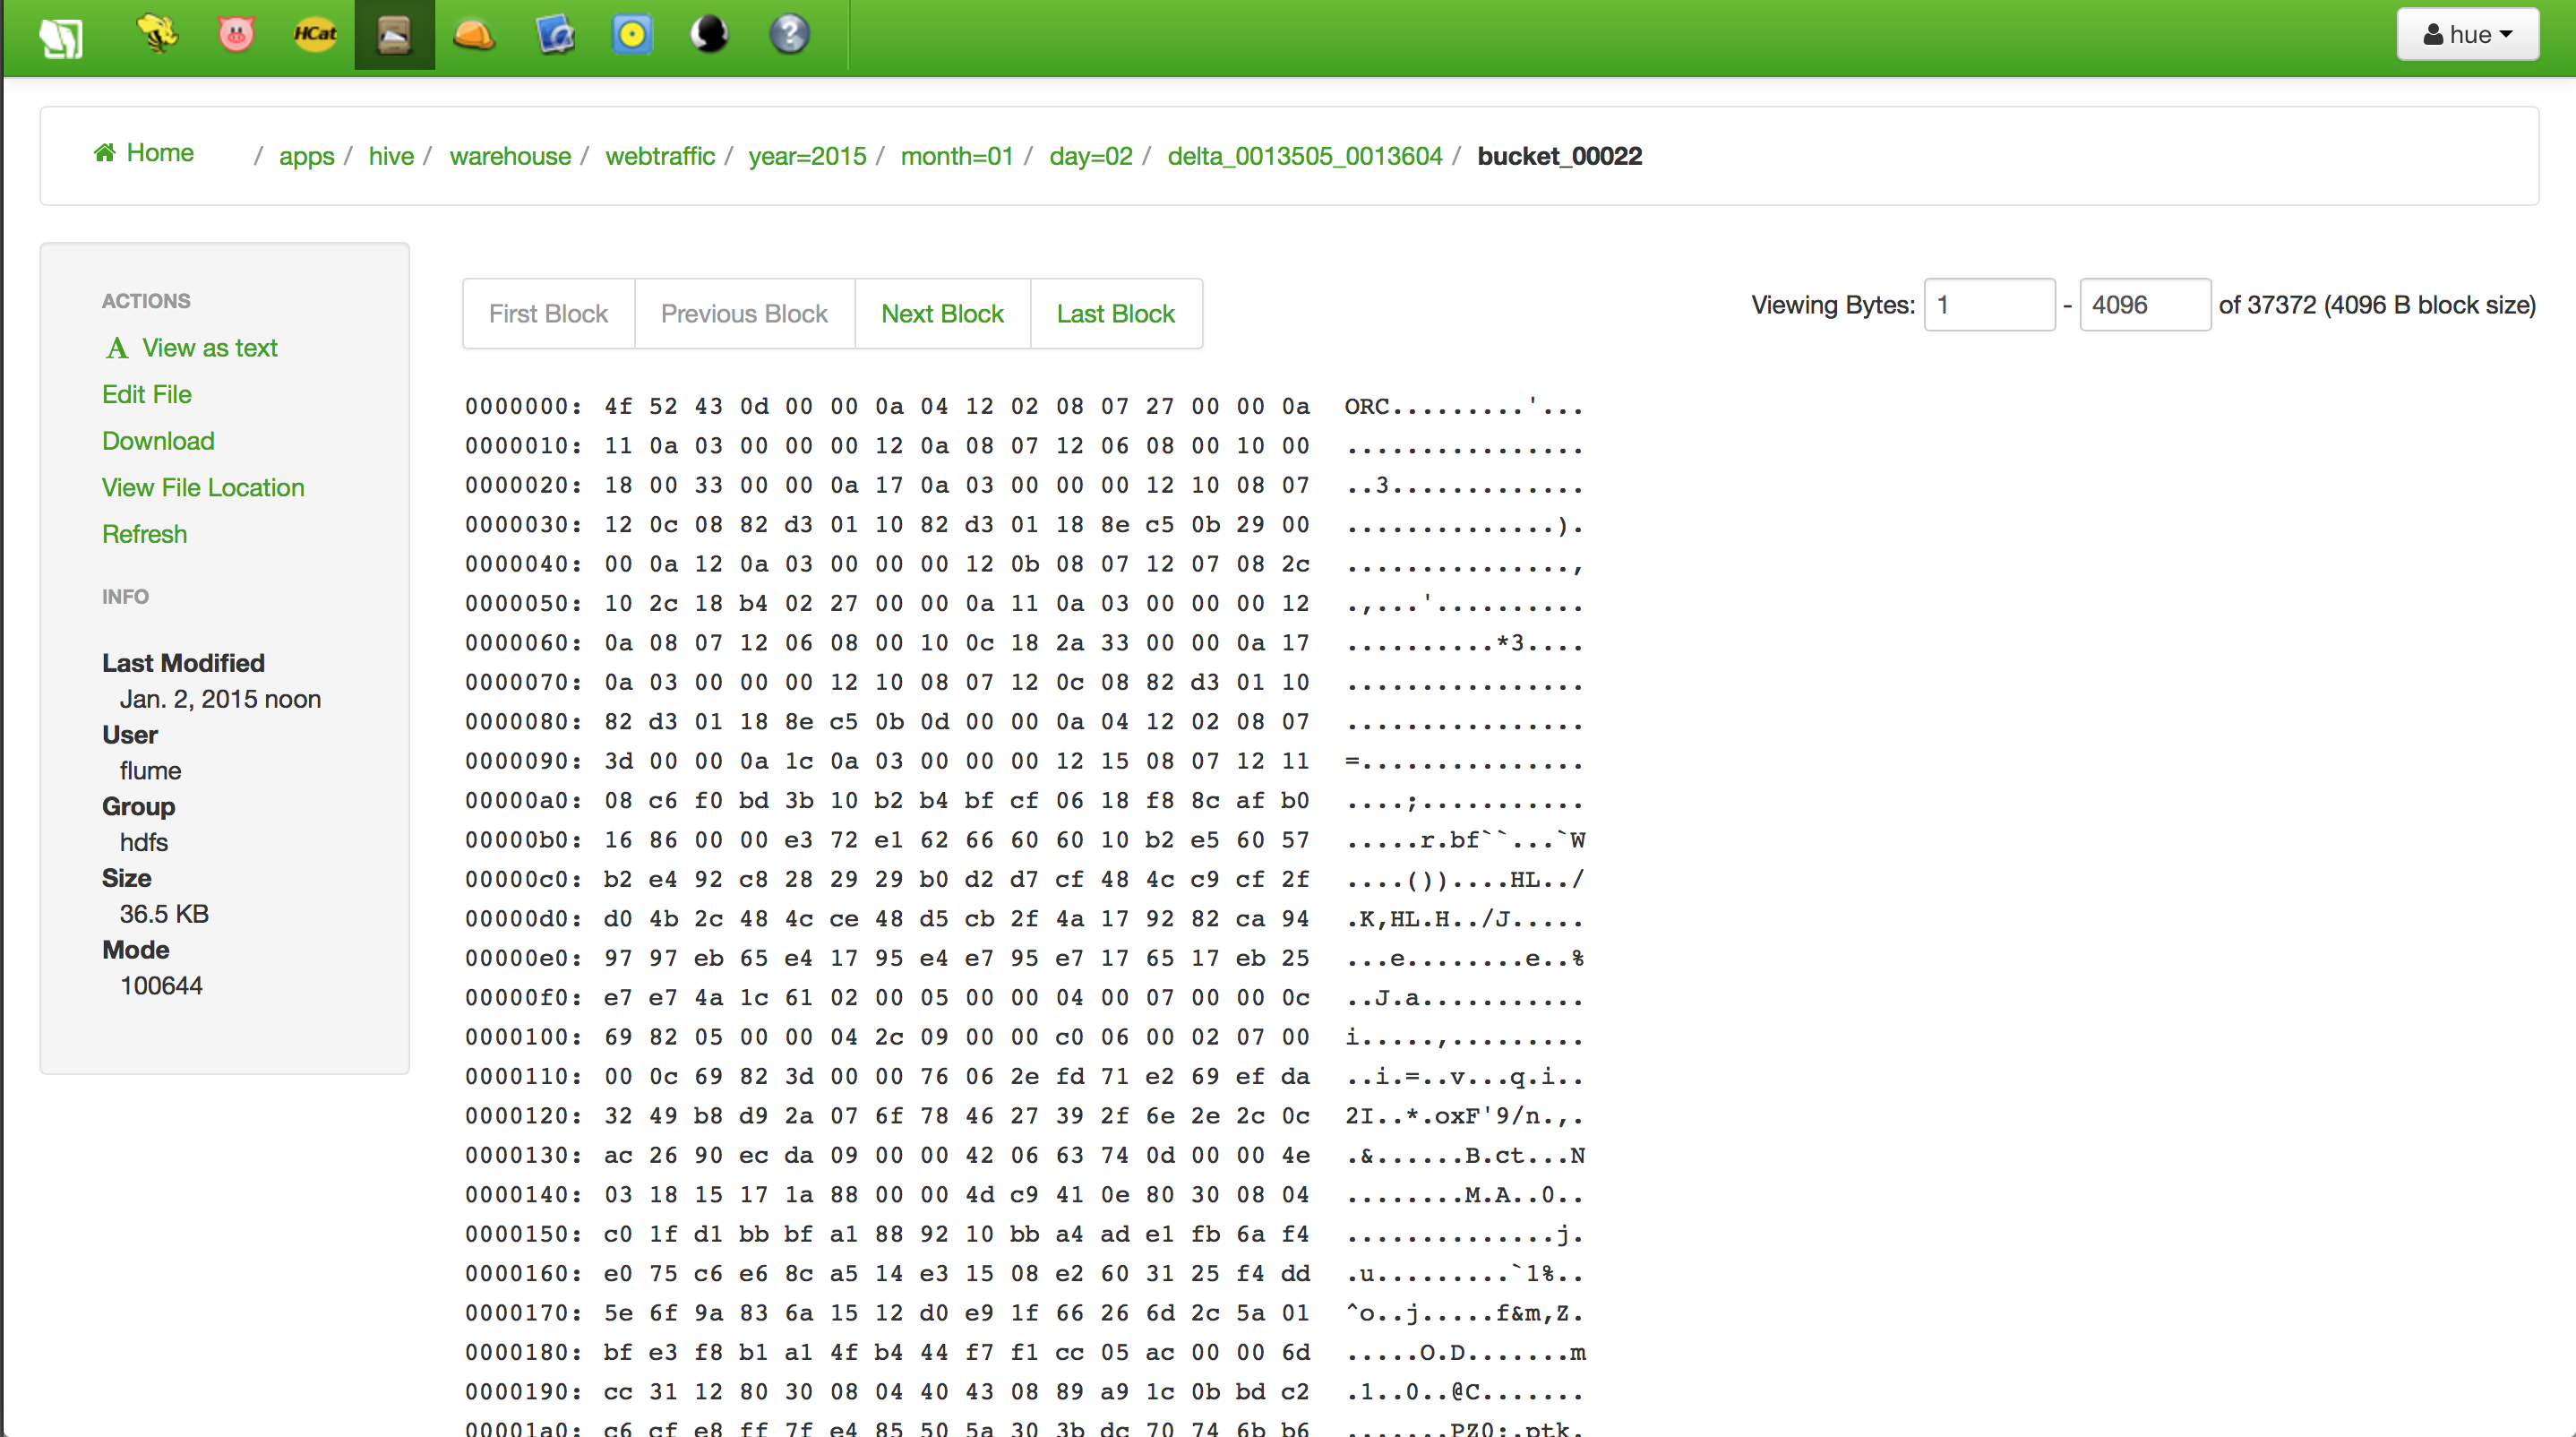 HCat
hue
Home / apps / hive / warehouse / webtraffic / year=2015 / month=01 / day=02 / delta_0013505_0013604 / bucket_00022
ACTIONS
A View as text
Edit File
Download
View File Location
Refresh
INFO
Last Modified
Jan. 2, 2015 noon
User
flume
Group
hdfs
Size
36.5 KB
Mode
100644
First Block Previous Block Next Block Last Block
Viewing Bytes: 1 - 4096 of 37372 (4096 B block size)
0000000: 4f 52 43 0d 00 00 0a 04 12 02 08 07 27 00 00 0a ORC.........'...
0000010: 11 0a 03 00 00 00 12 0a 08 07 12 06 08 00 10 00 ................
0000020: 18 00 33 00 00 0a 17 0a 03 00 00 00 12 10 08 07 ..3.............
0000030: 12 0c 08 82 d3 01 10 82 d3 01 18 8e c5 0b 29 00 ..............).
0000040: 00 0a 12 0a 03 00 00 00 12 0b 08 07 12 07 08 2c ...............,
0000050: 10 2c 18 b4 02 27 00 00 0a 11 0a 03 00 00 00 12 .,...'..........
0000060: 0a 08 07 12 06 08 00 10 0c 18 2a 33 00 00 0a 17 ..........*3....
0000070: 0a 03 00 00 00 12 10 08 07 12 0c 08 82 d3 01 10 ................
0000080: 82 d3 01 18 8e c5 0b 0d 00 00 0a 04 12 02 08 07 ................
0000090: 3d 00 00 0a 1c 0a 03 00 00 00 12 15 08 07 12 11 =...............
00000a0: 08 c6 f0 bd 3b 10 b2 b4 bf cf 06 18 f8 8c af b0 ....;...........
00000b0: 16 86 00 00 e3 72 e1 62 66 60 60 10 b2 e5 60 57 .....r.bf``...`W
00000c0: b2 e4 92 c8 28 29 29 b0 d2 d7 cf 48 4c c9 cf 2f ....())....HL../
00000d0: d0 4b 2c 48 4c ce 48 d5 cb 2f 4a 17 92 82 ca 94 .K,HL.H../J.....
00000e0: 97 97 eb 65 e4 17 95 e4 e7 95 e7 17 65 17 eb 25 ...e........e..%
00000f0: e7 e7 4a 1c 61 02 00 05 00 00 04 00 07 00 00 0c ..J.a...........
0000100: 69 82 05 00 00 04 2c 09 00 00 c0 06 00 02 07 00 i.....,.........
0000110: 00 0c 69 82 3d 00 00 76 06 2e fd 71 e2 69 ef da ..i.=..v...q.i..
0000120: 32 49 b8 d9 2a 07 6f 78 46 27 39 2f 6e 2e 2c 0c 2I..*.oxF'9/n.,.
0000130: ac 26 90 ec da 09 00 00 42 06 63 74 0d 00 00 4e .&......B.ct...N
0000140: 03 18 15 17 1a 88 00 00 4d c9 41 0e 80 30 08 04 ........M.A..0..
0000150: c0 1f d1 bb bf a1 88 92 10 bb a4 ad e1 fb 6a f4 ..............j.
0000160: e0 75 c6 e6 8c a5 14 e3 15 08 e2 60 31 25 f4 dd .u.........`1%..
0000170: 5e 6f 9a 83 6a 15 12 d0 e9 1f 66 26 6d 2c 5a 01 ^o..j.....f&m,Z.
0000180: bf e3 f8 b1 a1 4f b4 44 f7 f1 cc 05 ac 00 00 6d .....O.D.......m
0000190: cc 31 12 80 30 08 04 40 43 08 89 a9 1c 0b bd c2 .1..0..@C.......
00001a0: c6 cf e8 ff 7f e4 85 50 5a 30 3b dc 70 74 6b b6 .......PZ0;.ptk.